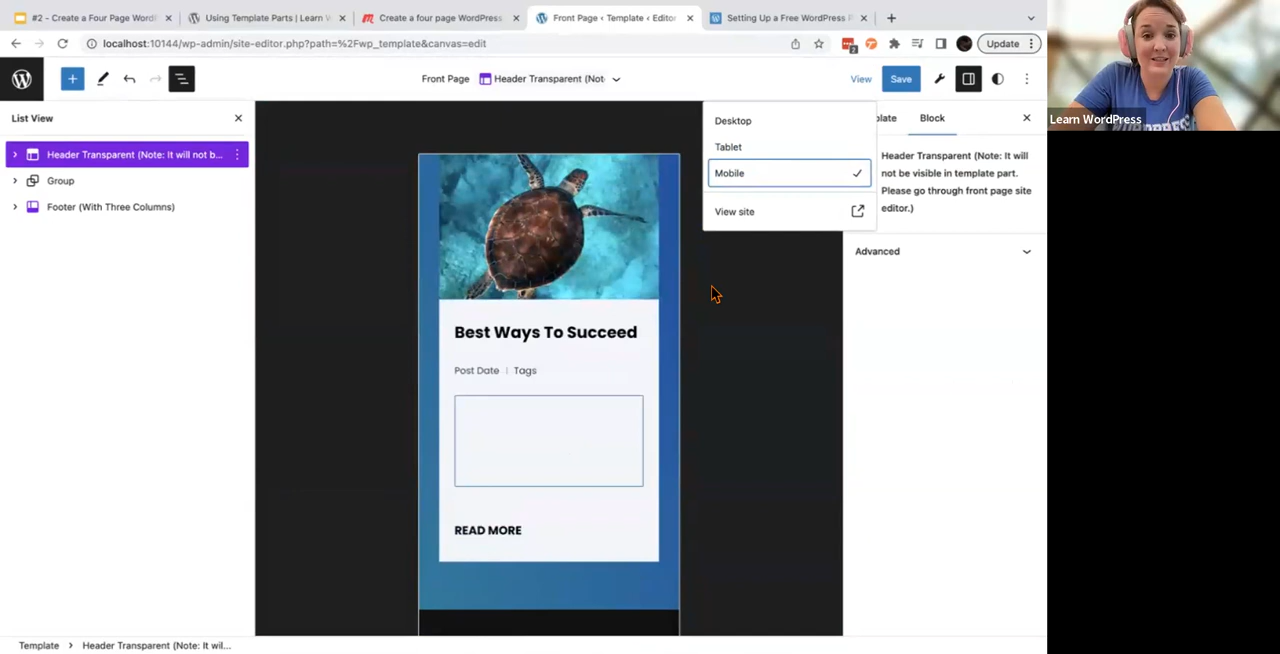 #2 - Create a Four Page Word
Using Template Parts | Learn W
Create a four page WordPress
Front Page < Template < Editor
Setting Up a Free WordPress
localhost:10144/wp-admin/site-editor.php?path=%2Fwp_template&canvas=edit
2
Update
Front Page
Header Transparent (Not
View
Save
List View
Header Transparent (Note: It will not b...
Group
Footer (With Three Columns)
Desktop
Tablet
Mobile
View site
plate
Block
Header Transparent (Note: It will
not be visible in template part.
Please go through front page site
editor.)
Advanced
Best Ways To Succeed
Post Date | Tags
READ MORE
Template
Header Transparent (Note: It wil...
Learn WordPress